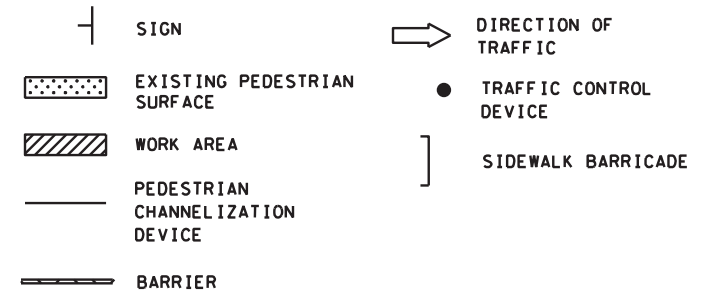 SIGN
EXISTING PEDESTRIAN
SURFACE
WORK AREA
PEDESTRIAN
CHANNELIZATION
DEVICE
BARRIER
DIRECTION OF
TRAFFIC
TRAFFIC CONTROL
DEVICE
SIDEWALK BARRICADE